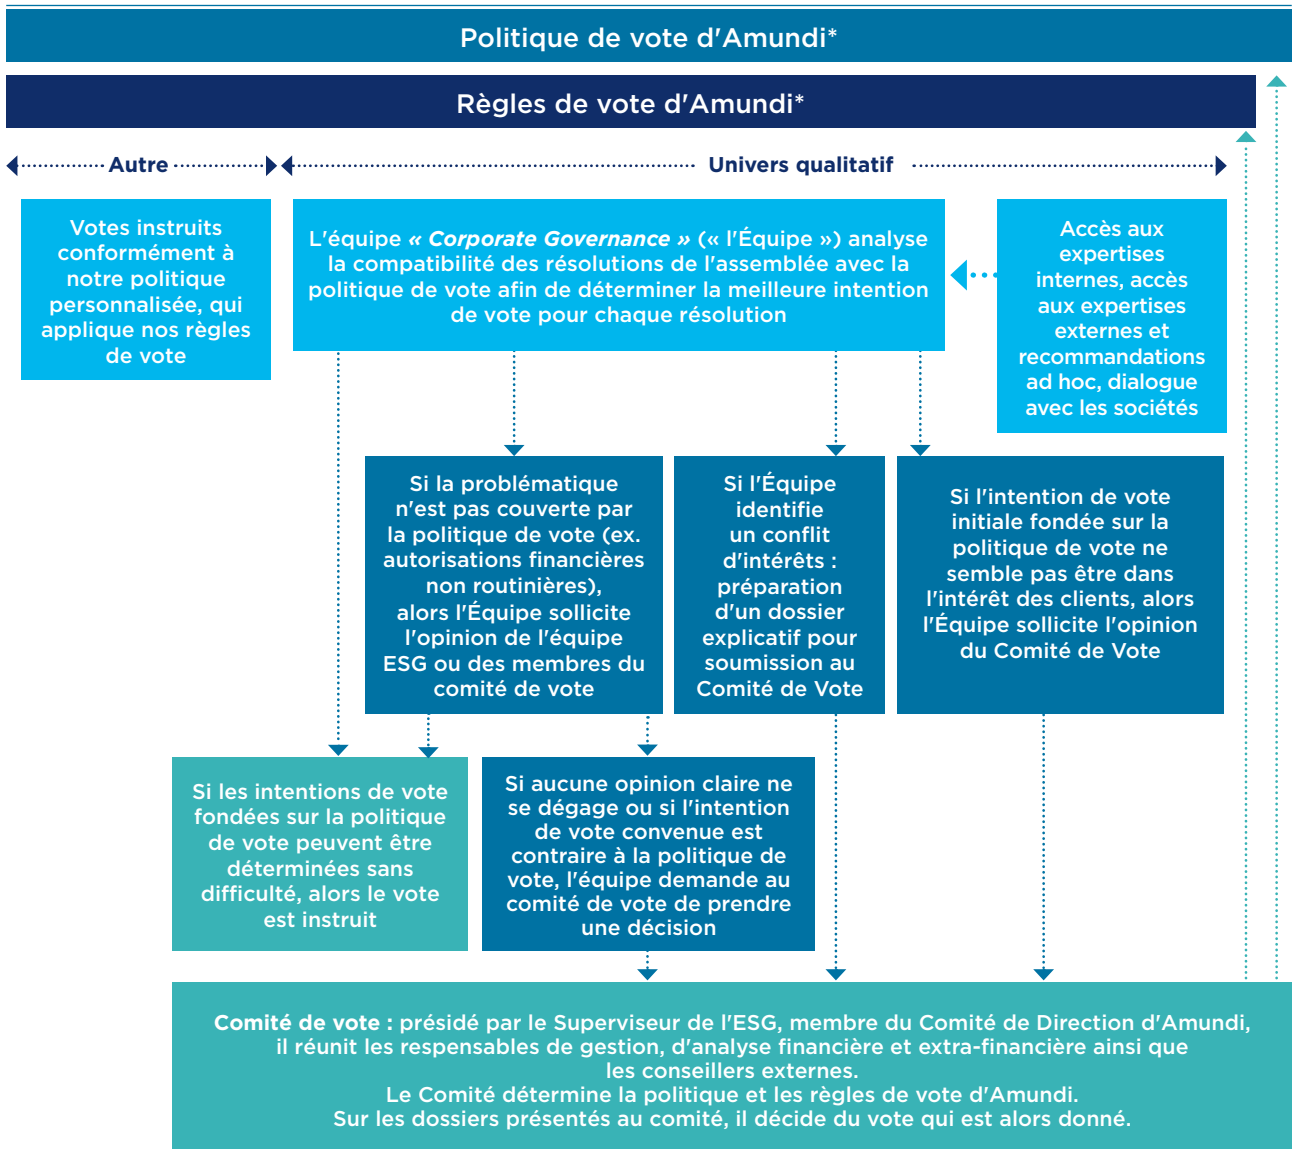 Politique de vote d'Amundi*
Règles de vote d'Amundi*
Autre
Univers qualitatif
Votes instruits
conformément à
notre politique
personnalisée, qui
applique nos règles
de vote
L'équipe « Corporate Governance » (« l'Équipe ») analyse
la compatibilité des résolutions de l'assemblée avec la
politique de vote afin de déterminer la meilleure intention
de vote pour chaque résolution
Accès aux
expertises
internes, accès
aux expertises
externes et
recommandations
ad hoc, dialogue
avec les sociétés
Si la problématique
n'est pas couverte par
la politique de vote (ex.
autorisations financières
non routinières),
alors l'Équipe sollicite
l'opinion de l'équipe
ESG ou des membres du
comité de vote
Si l'Équipe
identifie
un conflit
d'intérêts :
préparation
d'un dossier
explicatif pour
soumission au
Comité de Vote
Si l'intention de vote
initiale fondée sur la
politique de vote ne
semble pas être dans
l'intérêt des clients, alors
l'Équipe sollicite l'opinion
du Comité de Vote
Si les intentions de vote
fondées sur la politique
de vote peuvent être
déterminées sans
difficulté, alors le vote
est instruit
Si aucune opinion claire ne
se dégage ou si l'intention
de vote convenue est
contraire à la politique de
vote, l'équipe demande au
comité de vote de prendre
une décision
Comité de vote : présidé par le Superviseur de l'ESG, membre du Comité de Direction d'Amundi,
il réunit les responsables de gestion, d'analyse financière et extra-financière ainsi que
les conseillers externes.
Le Comité détermine la politique et les règles de vote d'Amundi.
Sur les dossiers présentés au comité, il décide du vote qui est alors donné.